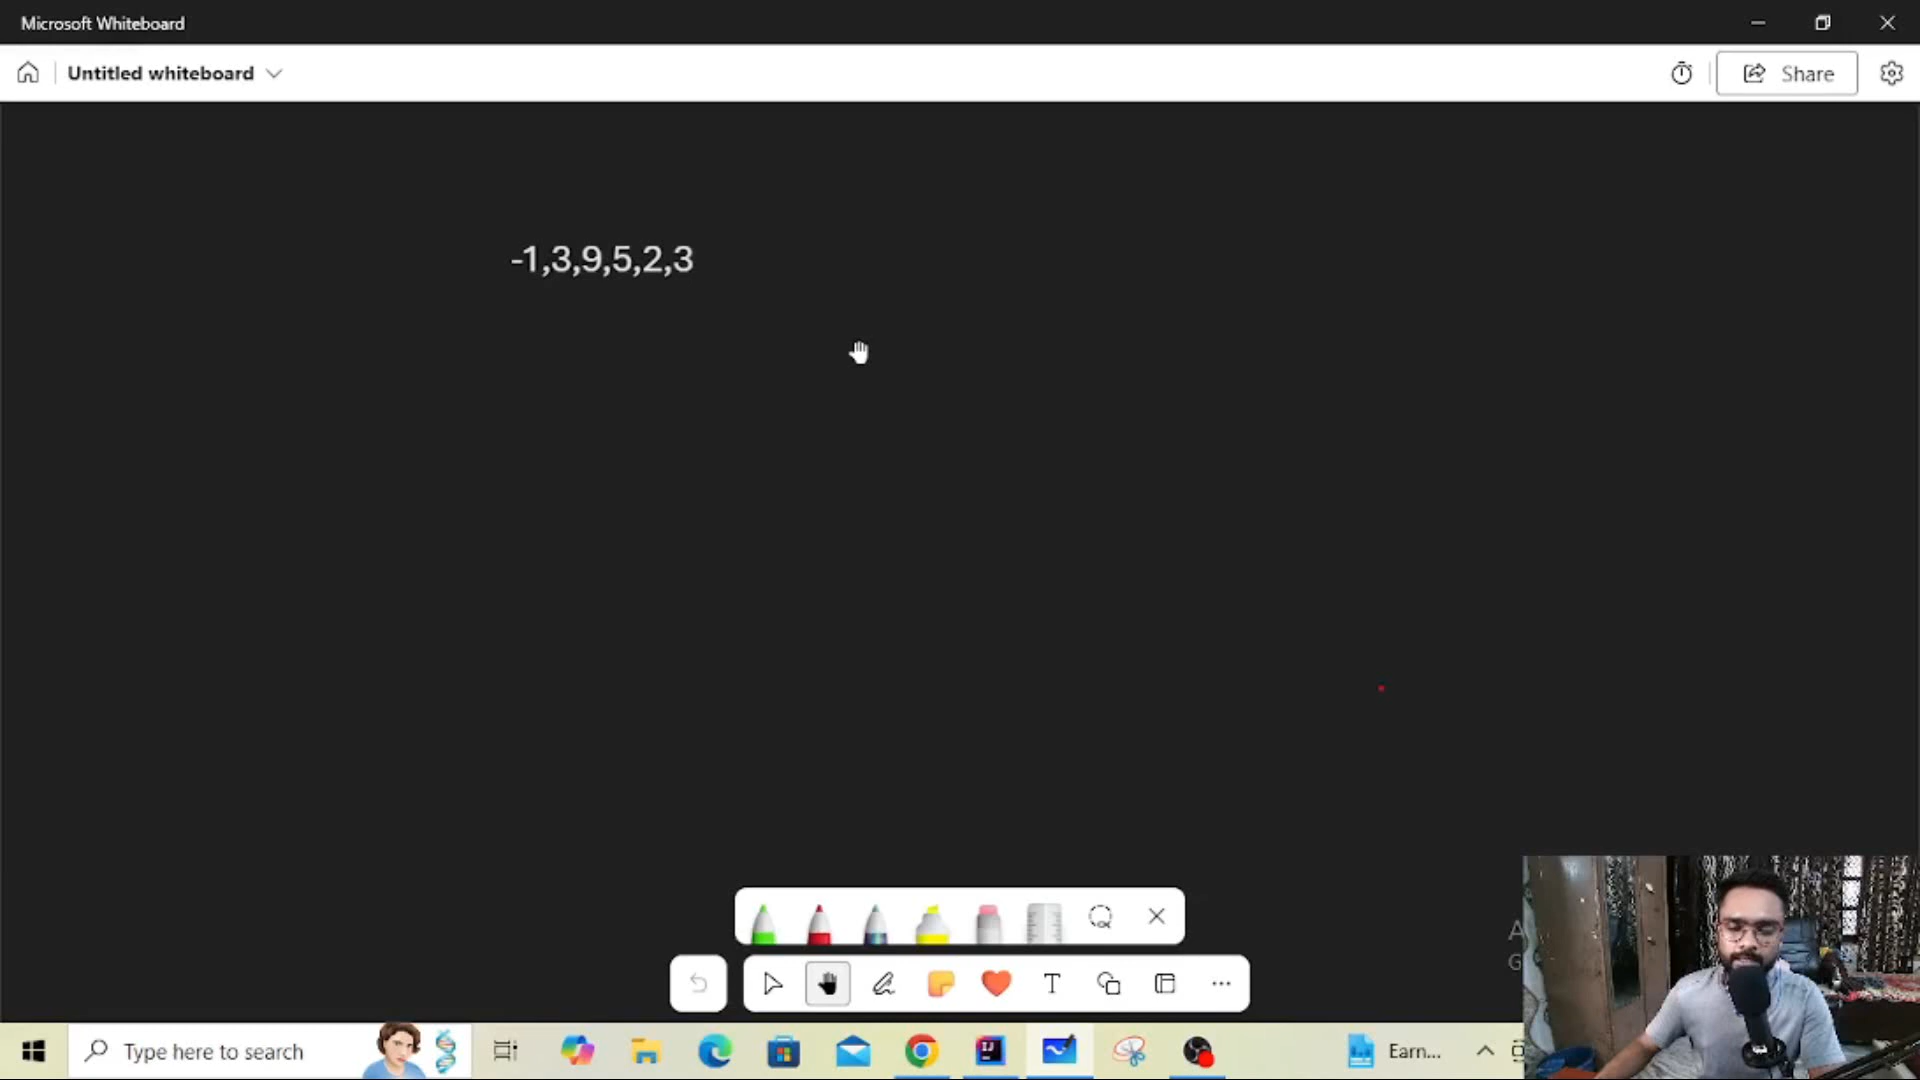 Microsoft Whiteboard
Untitled whiteboard
Share
-1,3,9,5,2,3
T
Type here to search
Earn...